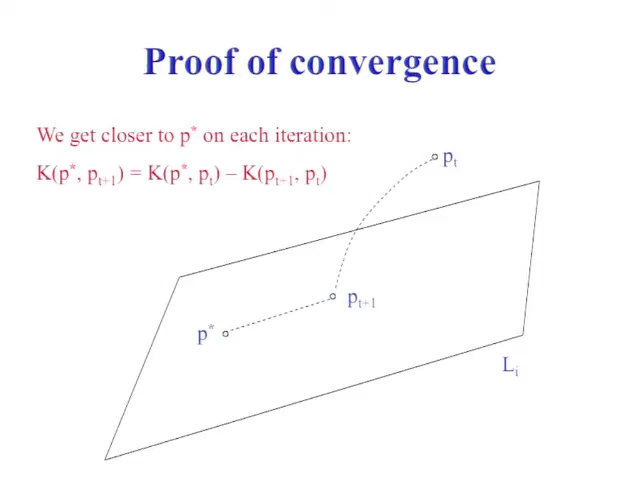 Proof of convergence
We get closer to p* on each iteration:
K(p*, pt+1) = K(p*, pt) – K(pt+1, pt)
pt
pt+1
p*
Li